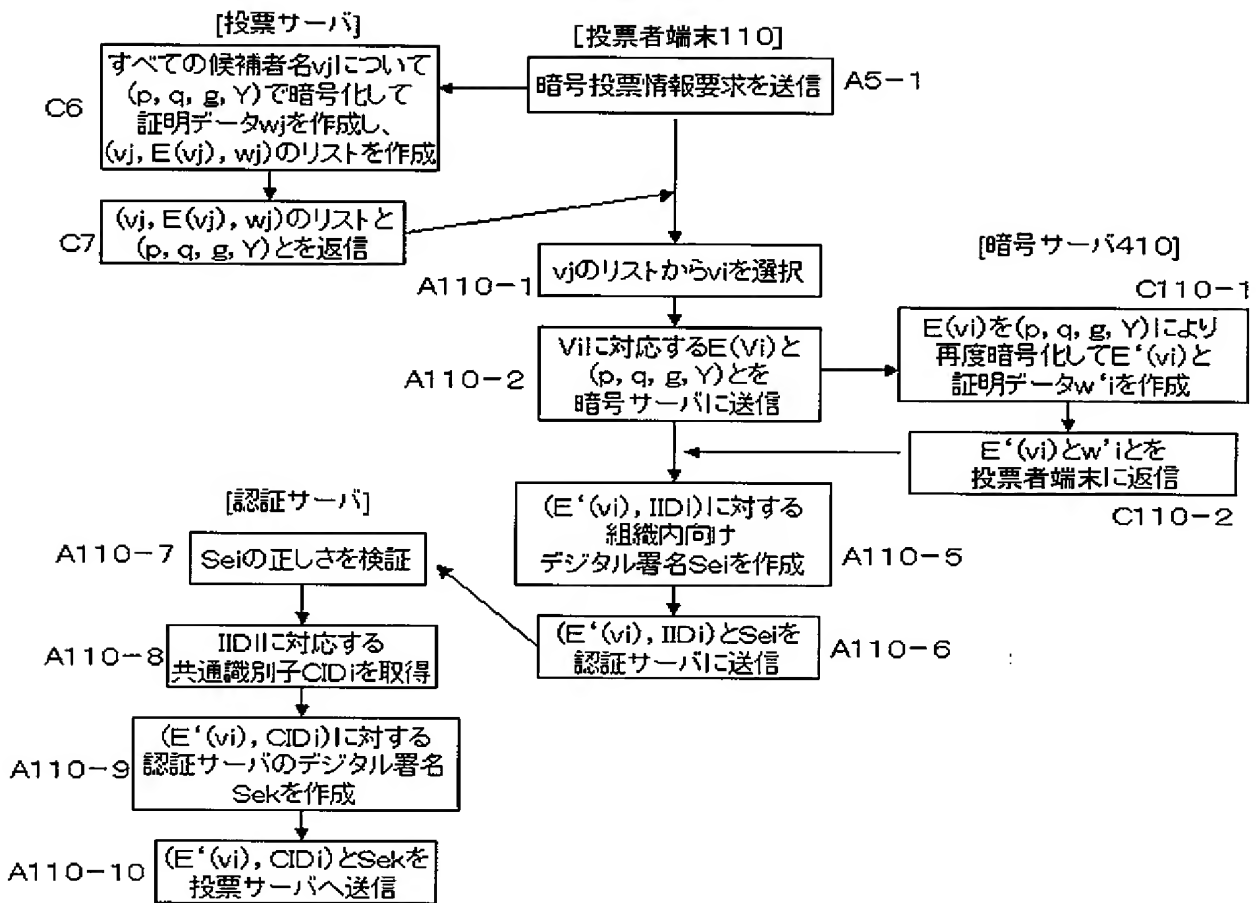 [投票サーバ]
すべての候補者名vjについて
(p, q, g, Y)で暗号化して
証明データwjを作成し、
(vj, E(vj), wj)のリストを作成
C6
(vj, E(vj), wj)のリストと
(p, q, g, Y)とを返信
C7
[投票者端末110]
暗号投票情報要求を送信
A5-1
vjのリストからviを選択
A110-1
Viに対応するE(Vi)と
(p, q, g, Y)とを
暗号サーバに送信
A110-2
[暗号サーバ410]
C110-1
E(vi)を(p, q, g, Y)により
再度暗号化してE‘(vi)と
証明データw’iを作成
E‘(vi)とw’iとを
投票者端末に返信
C110-2
(E‘(vi), IIDi)に対する
組織内向け
デジタル署名Seiを作成
A110-5
(E‘(vi), IIDi)とSeiを
認証サーバに送信
A110-6
[認証サーバ]
A110-7
Seiの正しさを検証
IIDiに対応する
共通識別子CIDiを取得
A110-8
(E‘(vi), CIDi)に対する
認証サーバのデジタル署名
Sekを作成
A110-9
(E‘(vi), CIDi)とSekを
投票サーバへ送信
A110-10